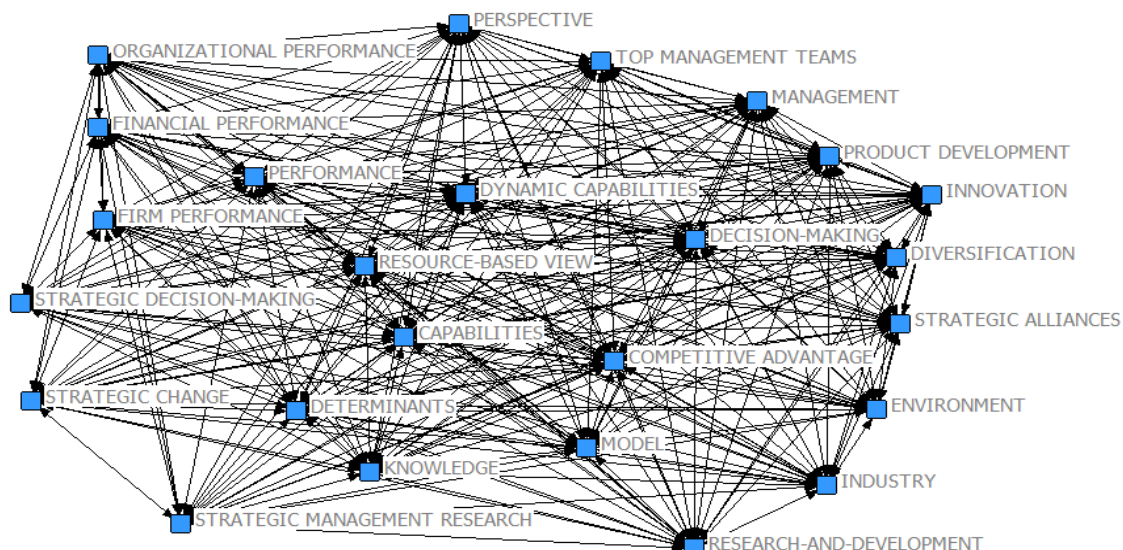 PERSPECTIVE
ORGANIZATIONAL PERFORMANCE
TOP MANAGEMENT TEAMS
MANAGEMENT
FINANCIAL PERFORMANCE
PRODUCT DEVELOPMENT
PERFORMANCE
DYNAMIC CAPABILITIES
INNOVATION
FIRM PERFORMANCE
DECISION-MAKING
DIVERSIFICATION
RESOURCE-BASED VIEW
STRATEGIC DECISION-MAKING
STRATEGIC ALLIANCES
CAPABILITIES
COMPETITIVE ADVANTAGE
STRATEGIC CHANGE
DETERMINANTS
ENVIRONMENT
MODEL
KNOWLEDGE
INDUSTRY
STRATEGIC MANAGEMENT RESEARCH
RESEARCH-AND-DEVELOPMENT